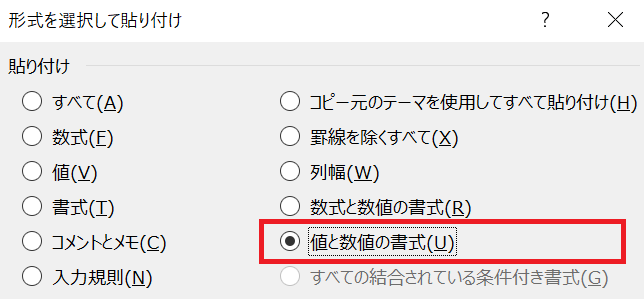 形式を選択して貼り付け ? ×
貼り付け
すべて(A) コピー元のテーマを使用してすべて貼り付け(H)
数式(F) 罫線を除くすべて(X)
値(V) 列幅(W)
書式(T) 数式と数値の書式(R)
コメントとメモ(C) 値と数値の書式(U)
入力規則(N) すべての結合されている条件付き書式(G)